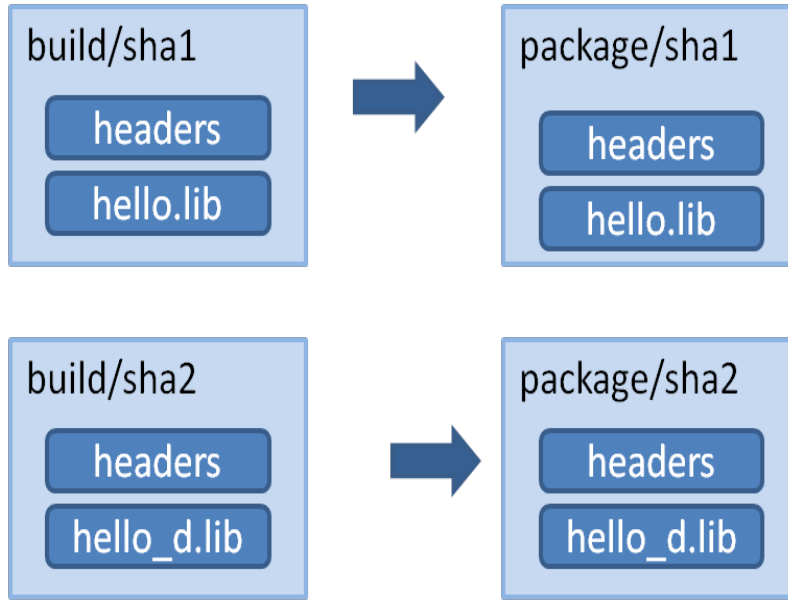 build/sha1
headers
hello.lib
package/sha1
headers
hello.lib
build/sha2
headers
hello_d.lib
package/sha2
headers
hello_d.lib